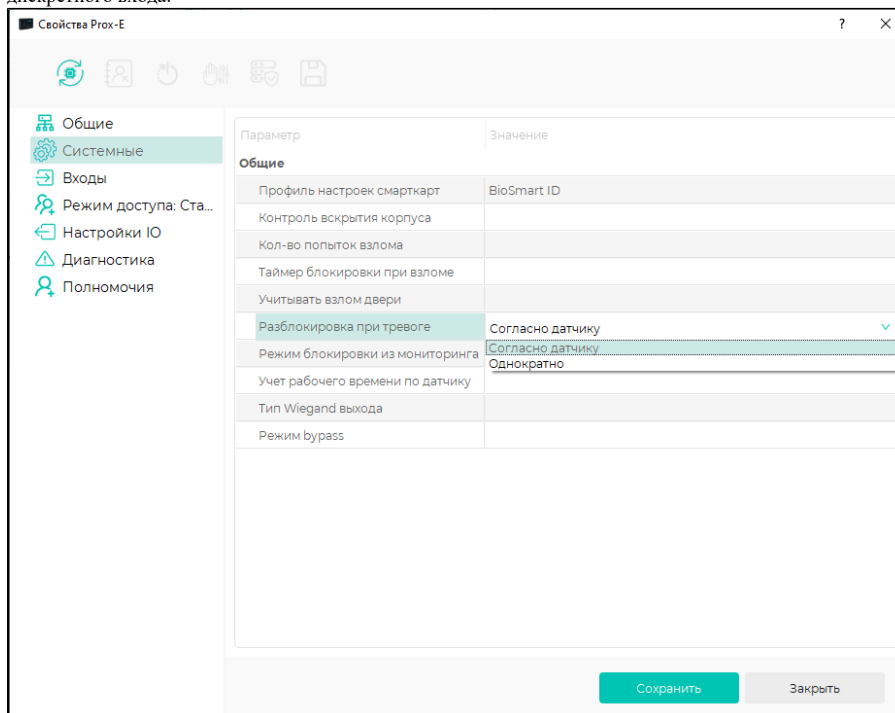 дискретного входа.
Свойства Prox-E
?
Общие
Системные
Входы
Режим доступа: Ста...
Настройки IO
Диагностика
Полномочия
Параметр Значение
Общие
Профиль настроек смарткарт BioSmart ID
Контроль вскрытия корпуса
Кол-во попыток взлома
Таймер блокировки при взломе
Учитывать взлом двери
Разблокировка при тревоге Согласно датчику
Согласно датчику
Режим блокировки из мониторинга
Однократно
Учет рабочего времени по датчику
Тип Wiegand выхода
Режим bypass
Сохранить Закрыть